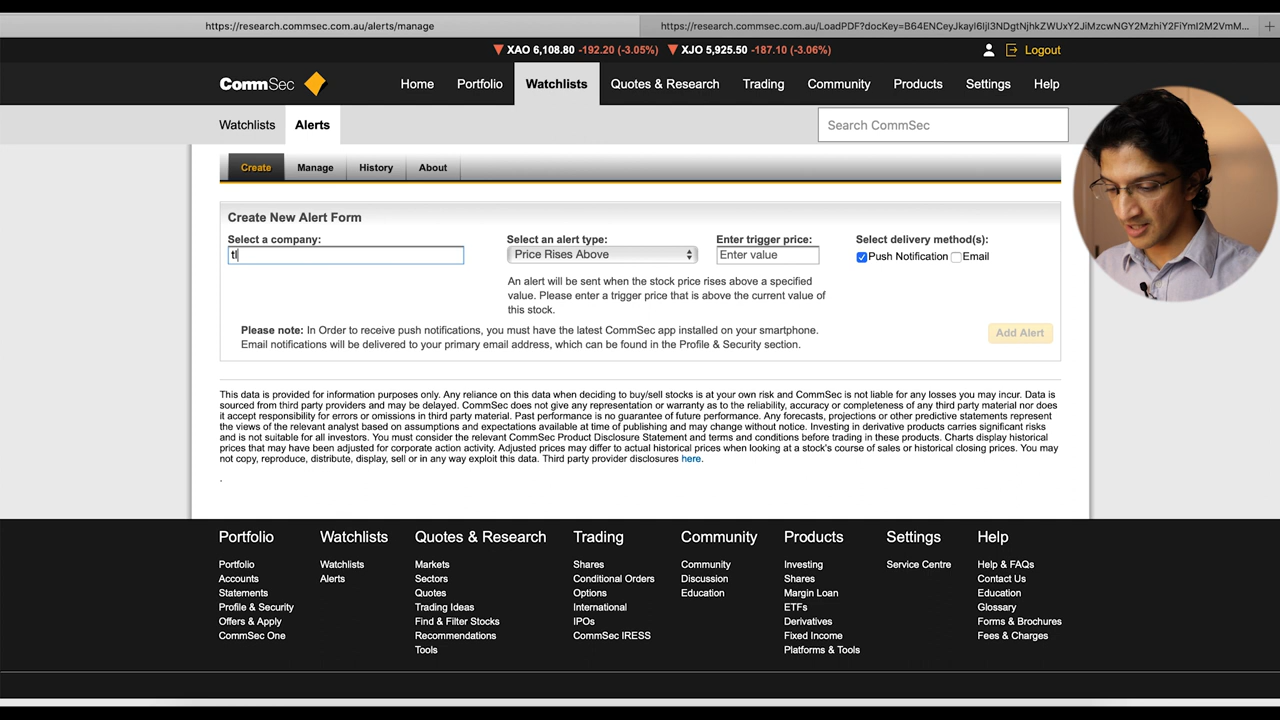 https://research.commsec.com.au/alerts/manage
https://research.commsec.com.au/LoadPDF?docKey=B64ENCeyJkayI6IjI3NDgtNjhkZWUxY2JiMzcwNGY2MzhiY2FiYmI2M2VmM...
XAO 6,108.80 -192.20 (-3.05%) XJO 5,925.50 -187.10 (-3.06%) Logout
CommSec Home Portfolio Watchlists Quotes & Research Trading Community Products Settings Help
Watchlists Alerts Search CommSec
Create Manage History About
Create New Alert Form
Select a company: Select an alert type: Enter trigger price: Select delivery method(s):
tl Price Rises Above Enter value Push Notification Email
An alert will be sent when the stock price rises above a specified
value. Please enter a trigger price that is above the current value of
this stock.
Please note: In Order to receive push notifications, you must have the latest CommSec app installed on your smartphone.
Email notifications will be delivered to your primary email address, which can be found in the Profile & Security section.
Add Alert
This data is provided for information purposes only. Any reliance on this data when deciding to buy/sell stocks is at your own risk and CommSec is not liable for any losses you may incur. Data is
sourced from third party providers and may be delayed. CommSec does not give any representation or warranty as to the reliability, accuracy or completeness of any third party material nor does
it accept responsibility for errors or omissions in third party material. Past performance is no guarantee of future performance. Any forecasts, projections or other predictive statements represent
the views of the relevant analyst based on assumptions and expectations available at time of publishing and may change without notice. Investing in derivative products carries significant risks
and is not suitable for all investors. You must consider the relevant CommSec Product Disclosure Statement and terms and conditions before trading in these products. Charts display historical
prices that may have been adjusted for corporate action activity. Adjusted prices may differ to actual historical prices when looking at a stock's course of sales or historical closing prices. You may
not copy, reproduce, distribute, display, sell or in any way exploit this data. Third party provider disclosures here.
.
Portfolio Watchlists Quotes & Research Trading Community Products Settings Help
Portfolio Watchlists Markets Shares Community Investing Service Centre Help & FAQs
Accounts Alerts Sectors Conditional Orders Discussion Shares Contact Us
Statements Quotes Options Education Margin Loan Education
Profile & Security Trading Ideas International ETFs Glossary
Offers & Apply Find & Filter Stocks IPOs Derivatives Forms & Brochures
CommSec One Recommendations CommSec IRESS Fixed Income Fees & Charges
Tools Platforms & Tools